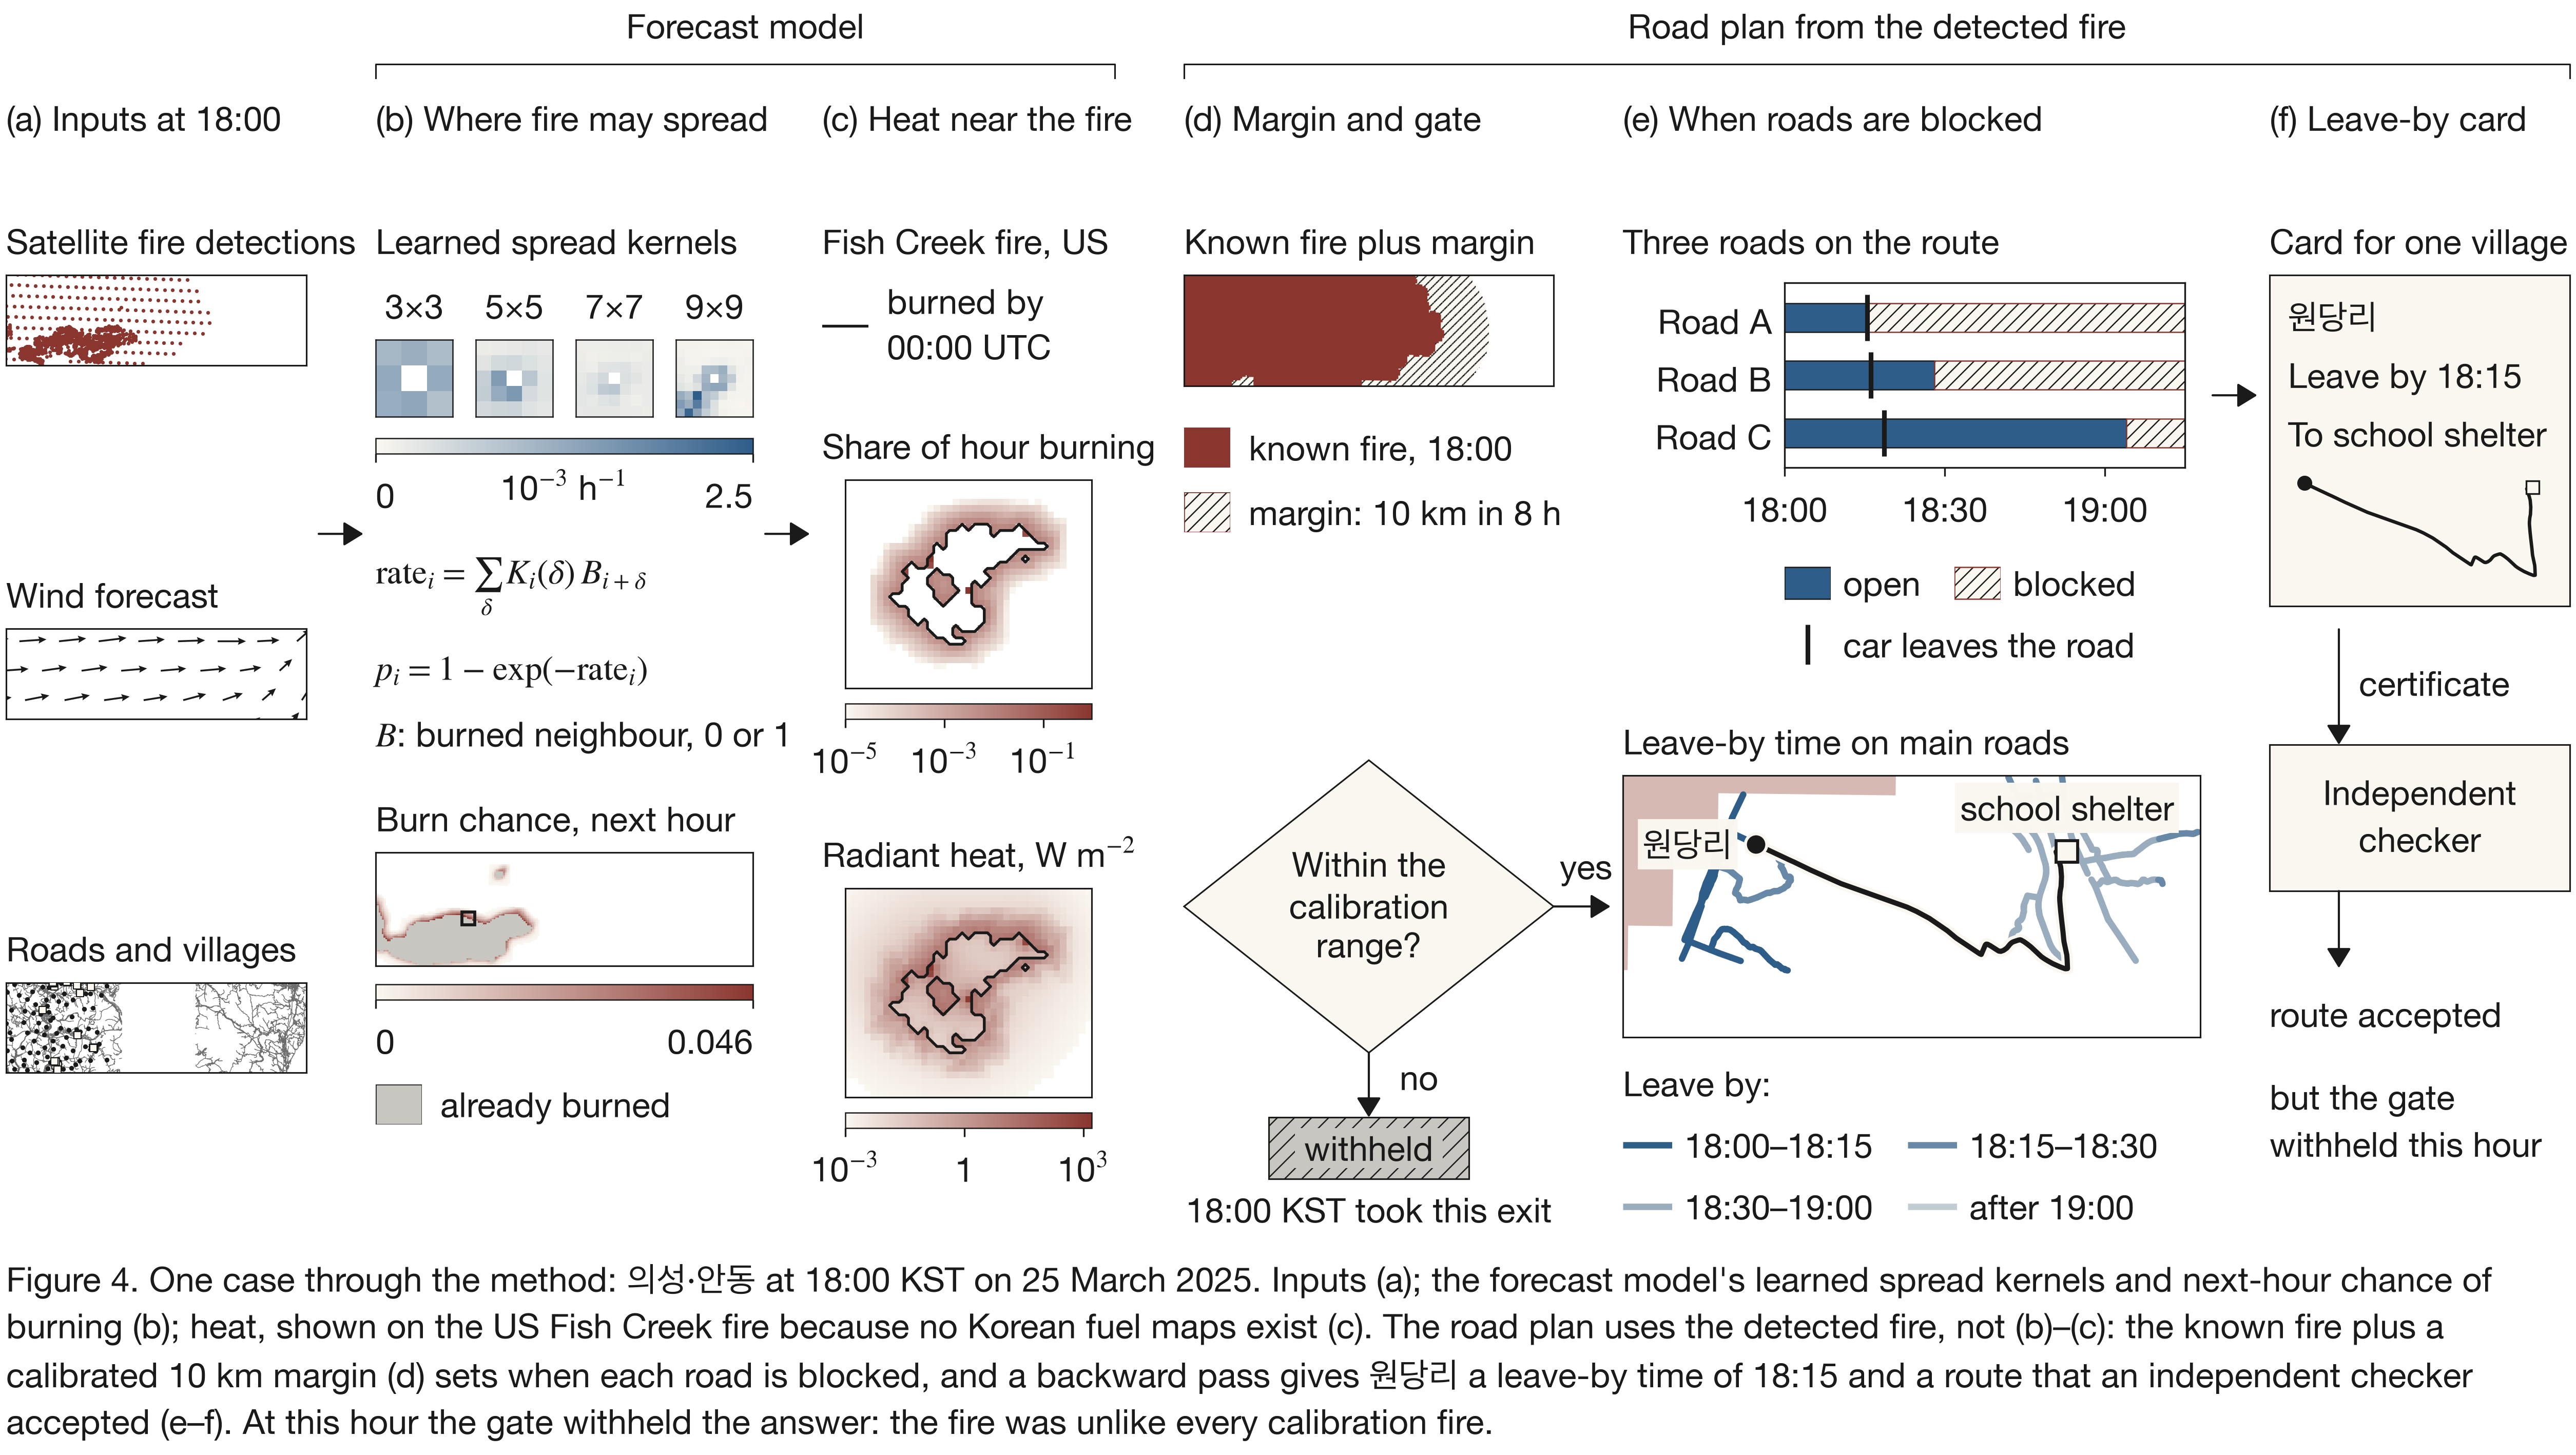 Forecast model
Road plan from the detected fire
(a) Inputs at 18:00
(b) Where fire may spread
(c) Heat near the fire
(d) Margin and gate
(e) When roads are blocked
(f) Leave-by card
Satellite fire detections
Wind forecast
Roads and villages
Learned spread kernels
3×3 5×5 7×7 9×9
0 10⁻³ h⁻¹ 2.5
rateᵢ = ∑δ Kᵢ(δ) Bᵢ₊δ
pᵢ = 1 − exp(−rateᵢ)
B: burned neighbour, 0 or 1
Burn chance, next hour
0 0.046
already burned
Fish Creek fire, US
burned by
00:00 UTC
Share of hour burning
10⁻⁵ 10⁻³ 10⁻¹
Radiant heat, W m⁻²
10⁻³ 1 10³
Known fire plus margin
known fire, 18:00
margin: 10 km in 8 h
Within the
calibration
range?
yes
no
withheld
18:00 KST took this exit
Three roads on the route
Road A
Road B
Road C
18:00 18:30 19:00
open blocked
car leaves the road
Leave-by time on main roads
school shelter
원당리
Leave by:
18:00–18:15 18:15–18:30
18:30–19:00 after 19:00
Card for one village
원당리
Leave by 18:15
To school shelter
certificate
Independent
checker
route accepted
but the gate
withheld this hour
Figure 4. One case through the method: 의성·안동 at 18:00 KST on 25 March 2025. Inputs (a); the forecast model's learned spread kernels and next-hour chance of
burning (b); heat, shown on the US Fish Creek fire because no Korean fuel maps exist (c). The road plan uses the detected fire, not (b)–(c): the known fire plus a
calibrated 10 km margin (d) sets when each road is blocked, and a backward pass gives 원당리 a leave-by time of 18:15 and a route that an independent checker
accepted (e–f). At this hour the gate withheld the answer: the fire was unlike every calibration fire.